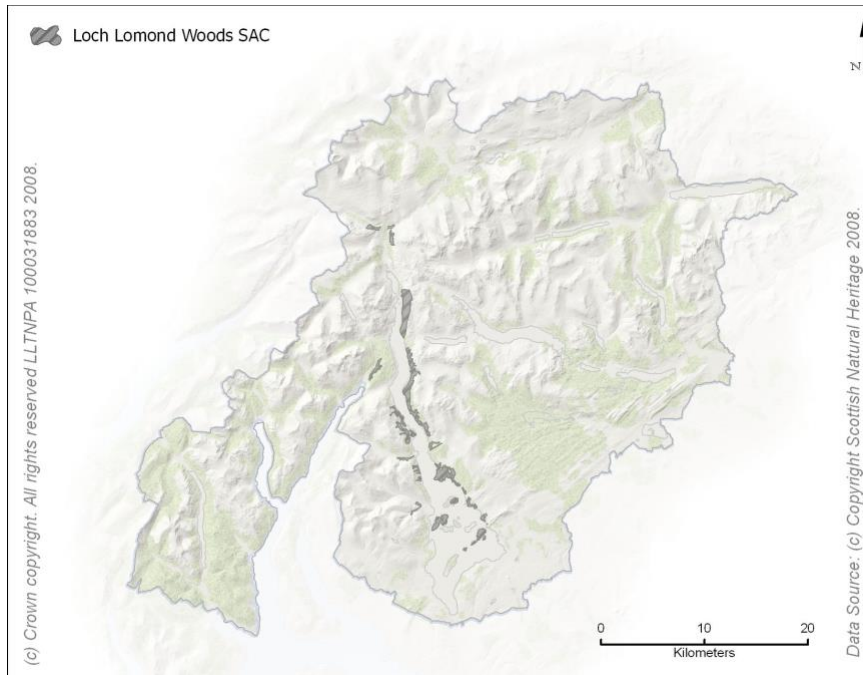 Loch Lomond Woods SAC
N
(c) Crown copyright. All rights reserved LLTNPA 100031883 2008.
Data Source: (c) Copyright Scottish Natural Heritage 2008.
0 10 20
Kilometers